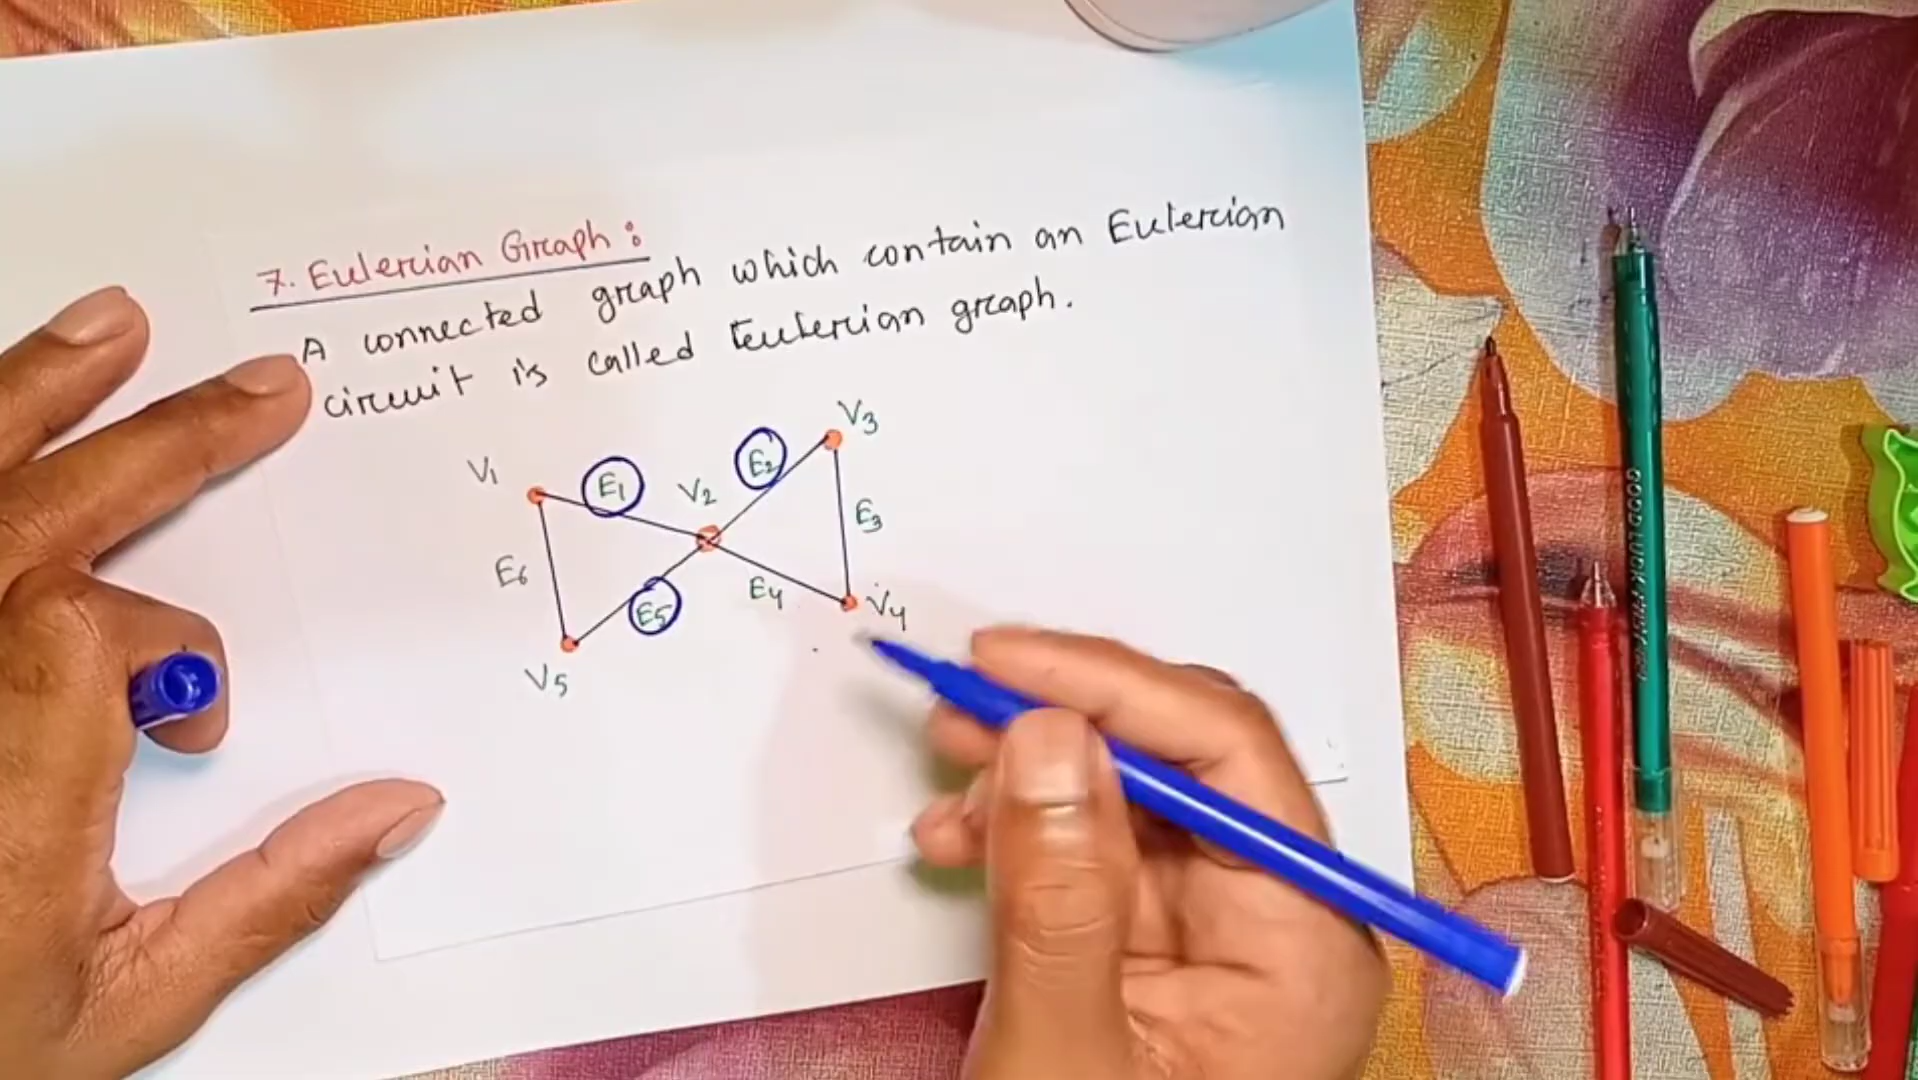 7. Eulerian Graph :
A connected graph which contain an Eulerian
circuit is called Eulerian graph.
V3
V1 E1 V2 E2
E6 E3
E5 E4 V4
V5